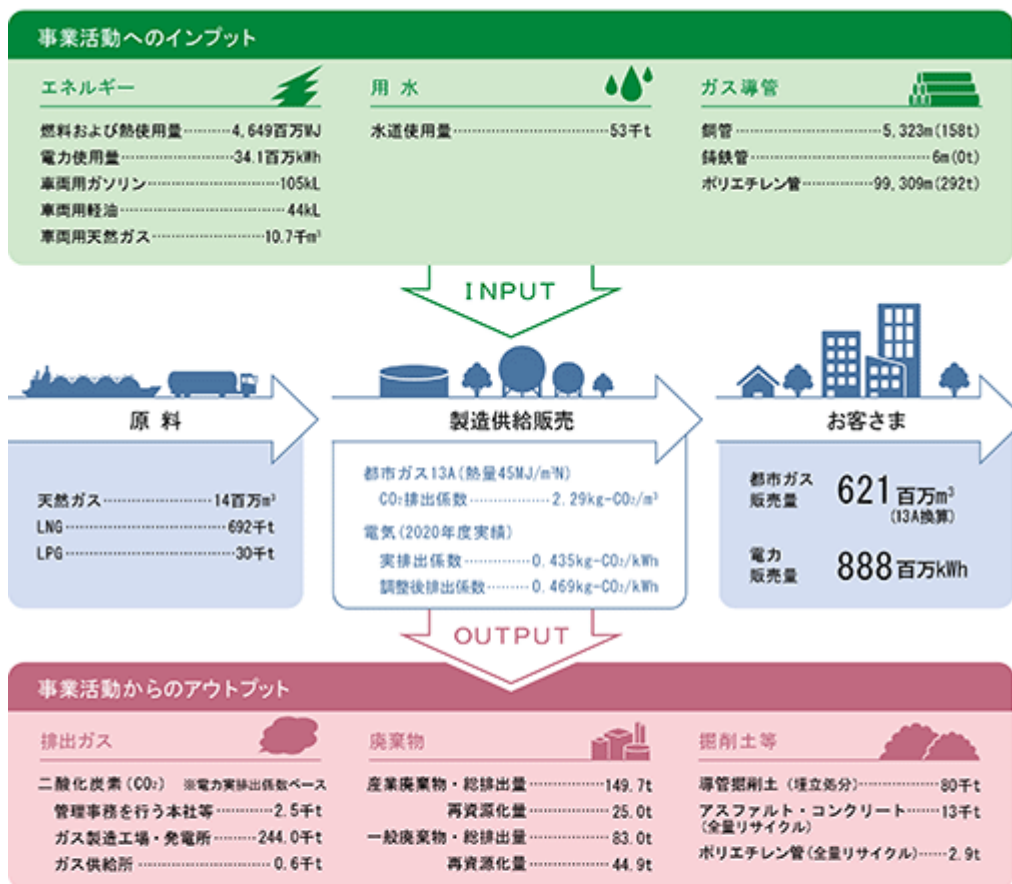 事業活動へのインプット
エネルギー
燃料および熱使用量………4,649百万MJ
電力使用量……………34.1百万kWh
車両用ガソリン………………105kL
車両用軽油……………………44kL
車両用天然ガス……………10.7千m³
用水
水道使用量…………………53千t
ガス導管
鋼管………………5,323m(158t)
鋳鉄管……………………6m(0t)
ポリエチレン管………99,309m(292t)
INPUT
原料
天然ガス……………14百万m³
LNG…………………692千t
LPG……………………30千t
製造供給販売
都市ガス13A(熱量45MJ/m³N)
CO₂排出係数…………2.29kg-CO₂/m³
電気(2020年度実績)
実排出係数…………0.435kg-CO₂/kWh
調整後排出係数………0.469kg-CO₂/kWh
お客さま
都市ガス
販売量 621百万m³
(13A換算)
電力
販売量 888百万kWh
OUTPUT
事業活動からのアウトプット
排出ガス
二酸化炭素(CO₂) ※電力実排出係数ベース
管理事務を行う本社等…………2.5千t
ガス製造工場・発電所……244.0千t
ガス供給所………………0.6千t
廃棄物
産業廃棄物・総排出量…………149.7t
再資源化量……………25.0t
一般廃棄物・総排出量……………83.0t
再資源化量……………44.9t
掘削土等
導管掘削土(埋立処分)…………80千t
アスファルト・コンクリート……13千t
(全量リサイクル)
ポリエチレン管(全量リサイクル)……2.9t